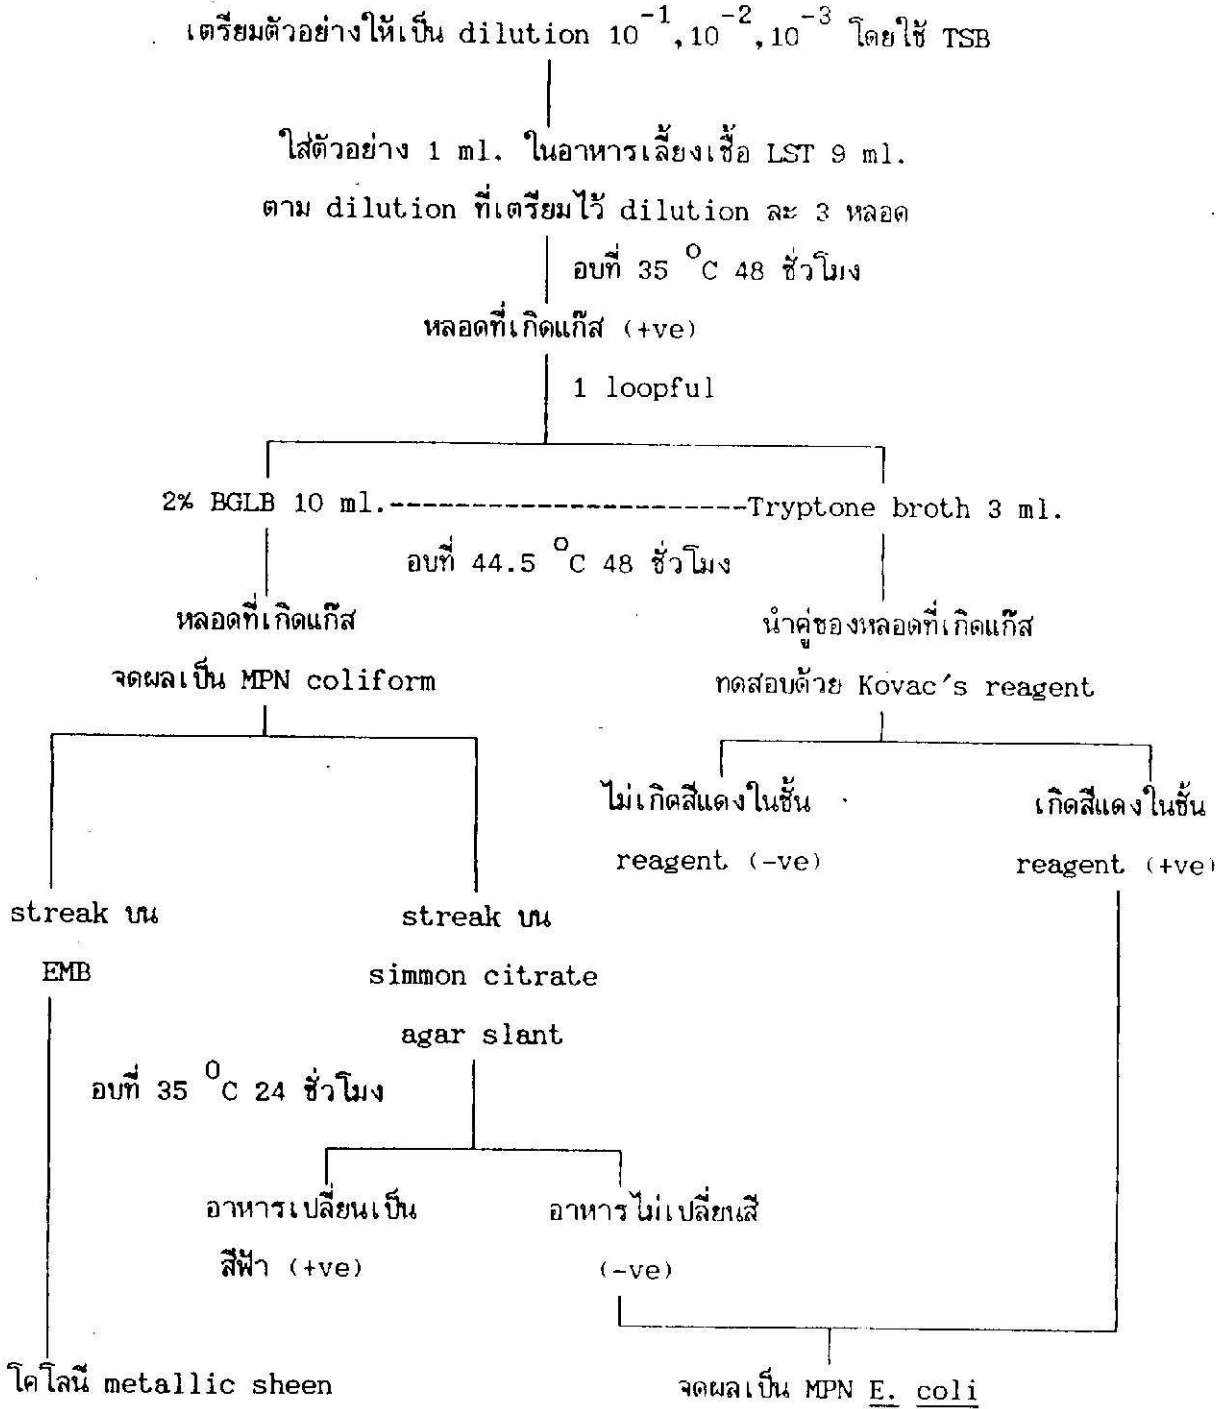 เตรียมตัวอย่างให้เป็น dilution 10⁻¹,10⁻²,10⁻³ โดยใช้ TSB
ใส่ตัวอย่าง 1 ml. ในอาหารเลี้ยงเชื้อ LST 9 ml.
ตาม dilution ที่เตรียมไว้ dilution ละ 3 หลอด
อบที่ 35 °C 48 ชั่วโมง
หลอดที่เกิดแก๊ส (+ve)
1 loopful
2% BGLB 10 ml.----------------------Tryptone broth 3 ml.
อบที่ 44.5 °C 48 ชั่วโมง
หลอดที่เกิดแก๊ส
จดผลเป็น MPN coliform
นำคู่ของหลอดที่เกิดแก๊ส
ทดสอบด้วย Kovac's reagent
ไม่เกิดสีแดงในชั้น
reagent (-ve)
เกิดสีแดงในชั้น
reagent (+ve)
streak บน
EMB
streak บน
simmon citrate
agar slant
อบที่ 35 °C 24 ชั่วโมง
อาหารเปลี่ยนเป็น
สีฟ้า (+ve)
อาหารไม่เปลี่ยนสี
(-ve)
โคโลนี metallic sheen
จดผลเป็น MPN E. coli